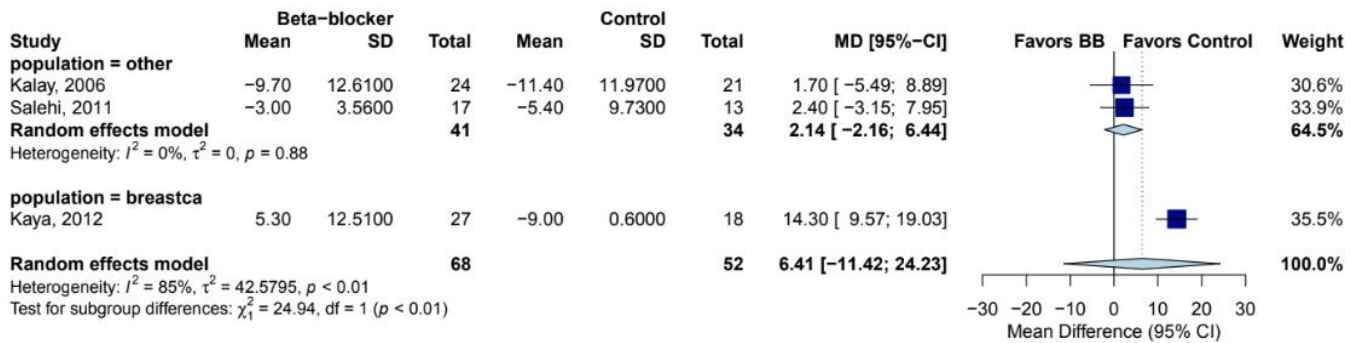 Beta−blocker Control
Study Mean SD Total Mean SD Total MD [95%−CI] Favors BB Favors Control Weight
population = other
Kalay, 2006 −9.70 12.6100 24 −11.40 11.9700 21 1.70 [ −5.49; 8.89] 30.6%
Salehi, 2011 −3.00 3.5600 17 −5.40 9.7300 13 2.40 [ −3.15; 7.95] 33.9%
Random effects model 41 34 2.14 [ −2.16; 6.44] 64.5%
Heterogeneity: I² = 0%, τ² = 0, p = 0.88
population = breastca
Kaya, 2012 5.30 12.5100 27 −9.00 0.6000 18 14.30 [ 9.57; 19.03] 35.5%
Random effects model 68 52 6.41 [−11.42; 24.23] 100.0%
Heterogeneity: I² = 85%, τ² = 42.5795, p < 0.01
Test for subgroup differences: χ²₁ = 24.94, df = 1 (p < 0.01)
−30 −20 −10 0 10 20 30
Mean Difference (95% CI)